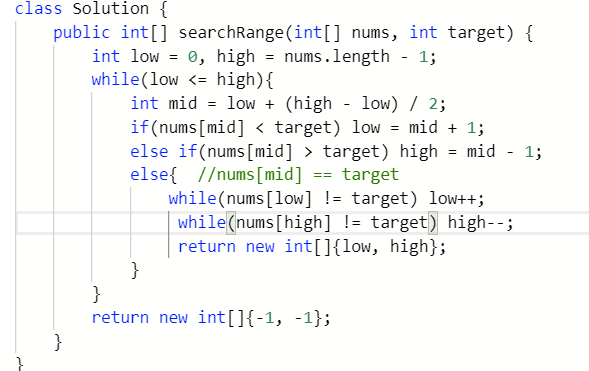 class Solution {
    public int[] searchRange(int[] nums, int target) {
        int low = 0, high = nums.length - 1;
        while(low <= high){
            int mid = low + (high - low) / 2;
            if(nums[mid] < target) low = mid + 1;
            else if(nums[mid] > target) high = mid - 1;
            else{  //nums[mid] == target
                while(nums[low] != target) low++;
                 while(nums[high] != target) high--;
                 return new int[]{low, high};
            }
        }
        return new int[]{-1, -1};
    }
}